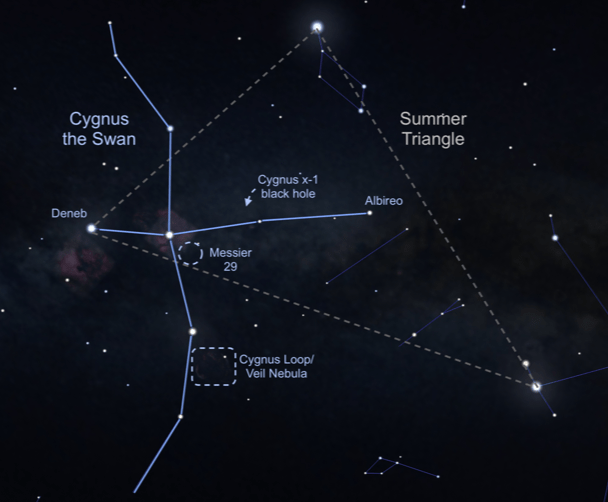 Cygnus
the Swan
Summer
Triangle
Cygnus x-1
black hole
Albireo
Deneb
Messier
29
Cygnus Loop/
Veil Nebula